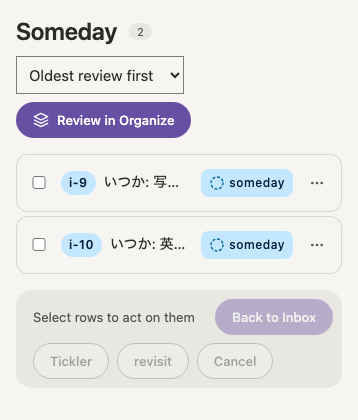 Someday 2
Oldest review first
Review in Organize
i-9 いつか: 写... someday ...
i-10 いつか: 英... someday ...
Select rows to act on them Back to Inbox
Tickler revisit Cancel